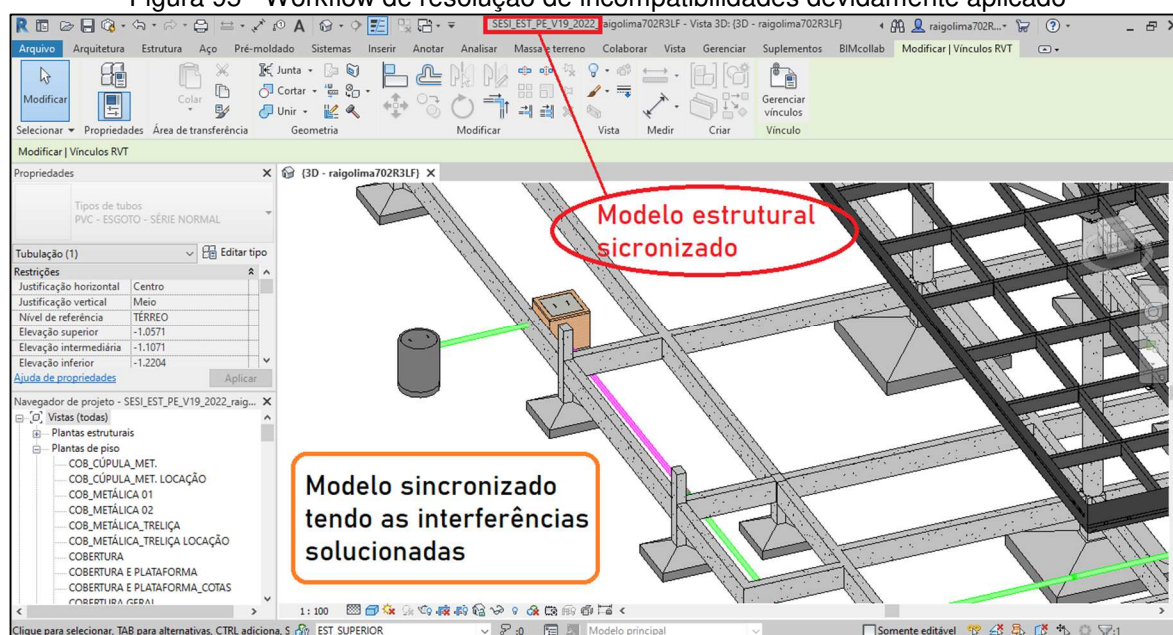 Figura 95 - Workflow de resolução de incompatibilidades devidamente aplicado
SESI_EST_PE_V19_2022_raigolima702R3LF - Vista 3D: {3D - raigolima702R3LF}
raigolima702R...
Arquivo Arquitetura Estrutura Aço Pré-moldado Sistemas Inserir Anotar Analisar Massa e terreno Colaborar Vista Gerenciar Suplementos BIMcollab Modificar | Vínculos RVT
Junta
Cortar
Unir
Modificar
Colar
Gerenciar vínculos
Selecionar Propriedades Área de transferência Geometria Modificar Vista Medir Criar Vínculo
Modificar | Vínculos RVT
Propriedades
{3D - raigolima702R3LF}
Tipos de tubos
PVC - ESGOTO - SÉRIE NORMAL
Tubulação (1) Editar tipo
Restrições
Justificação horizontal Centro
Justificação vertical Meio
Nível de referência TÉRREO
Elevação superior -1.0571
Elevação intermediária -1.1071
Elevação inferior -1.2204
Ajuda de propriedades Aplicar
Navegador de projeto - SESI_EST_PE_V19_2022_raig...
Vistas (todas)
Plantas estruturais
Plantas de piso
COB_CÚPULA_MET.
COB_CÚPULA_MET. LOCAÇÃO
COB_METÁLICA 01
COB_METÁLICA 02
COB_METÁLICA_TRELIÇA
COB_METÁLICA_TRELIÇA LOCAÇÃO
COBERTURA
COBERTURA E PLATAFORMA
COBERTURA E PLATAFORMA_COTAS
COBERTURA GERAL
Modelo estrutural
sicronizado
Modelo sincronizado
tendo as interferências
solucionadas
1 : 100
Clique para selecionar, TAB para alternativas, CTRL adiciona, S
EST SUPERIOR
:0
Modelo principal
Somente editável
:1